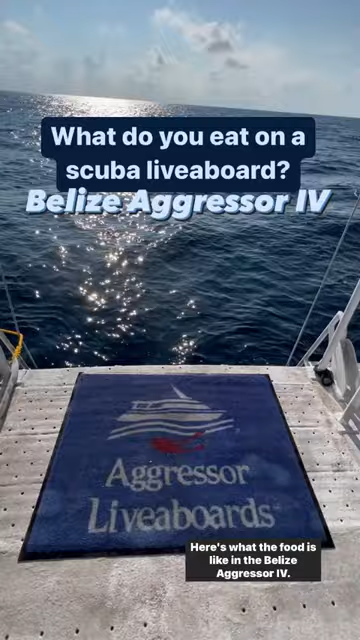 What do you eat on a
scuba liveaboard?
Belize Aggressor IV
Aggressor
Liveaboards
Here's what the food is
like in the Belize
Aggressor IV.